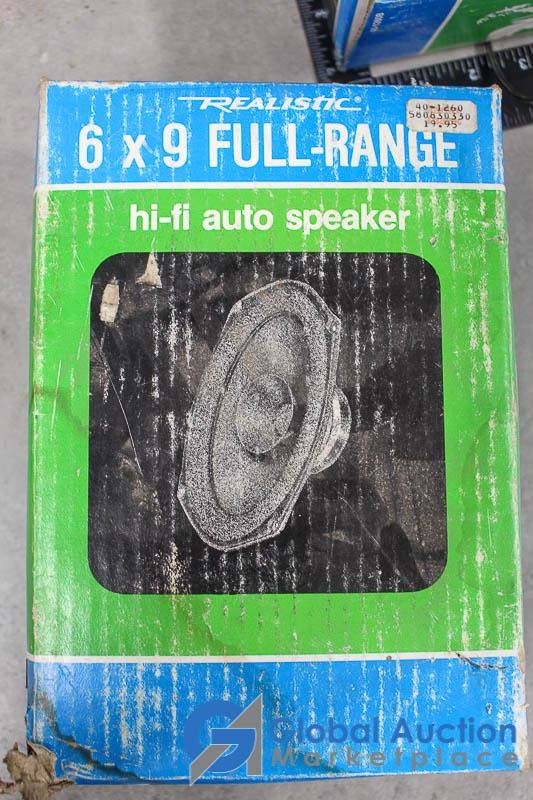 REALISTIC®
40-1260
580830330
19.95
6 x 9 FULL-RANGE
hi-fi auto speaker
Global Auction
Marketplace